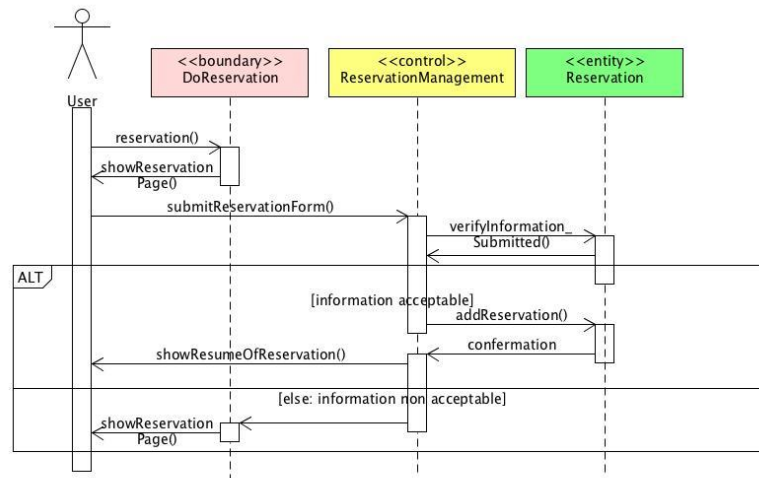 <<boundary>>
DoReservation
<<control>>
ReservationManagement
<<entity>>
Reservation
User
reservation()
showReservation
Page()
submitReservationForm()
verifyInformation_
Submitted()
ALT
[information acceptable]
addReservation()
confermation
showResumeOfReservation()
[else: information non acceptable]
showReservation
Page()